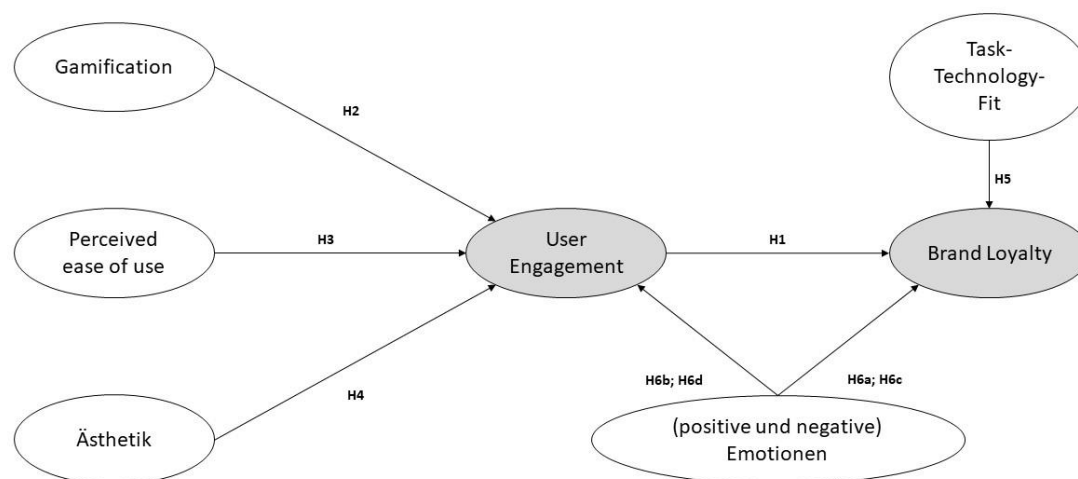 Gamification
Task-
Technology-
Fit
H2
H5
Perceived
ease of use
H3
User
Engagement
H1
Brand Loyalty
H4
H6b; H6d
H6a; H6c
Ästhetik
(positive und negative)
Emotionen